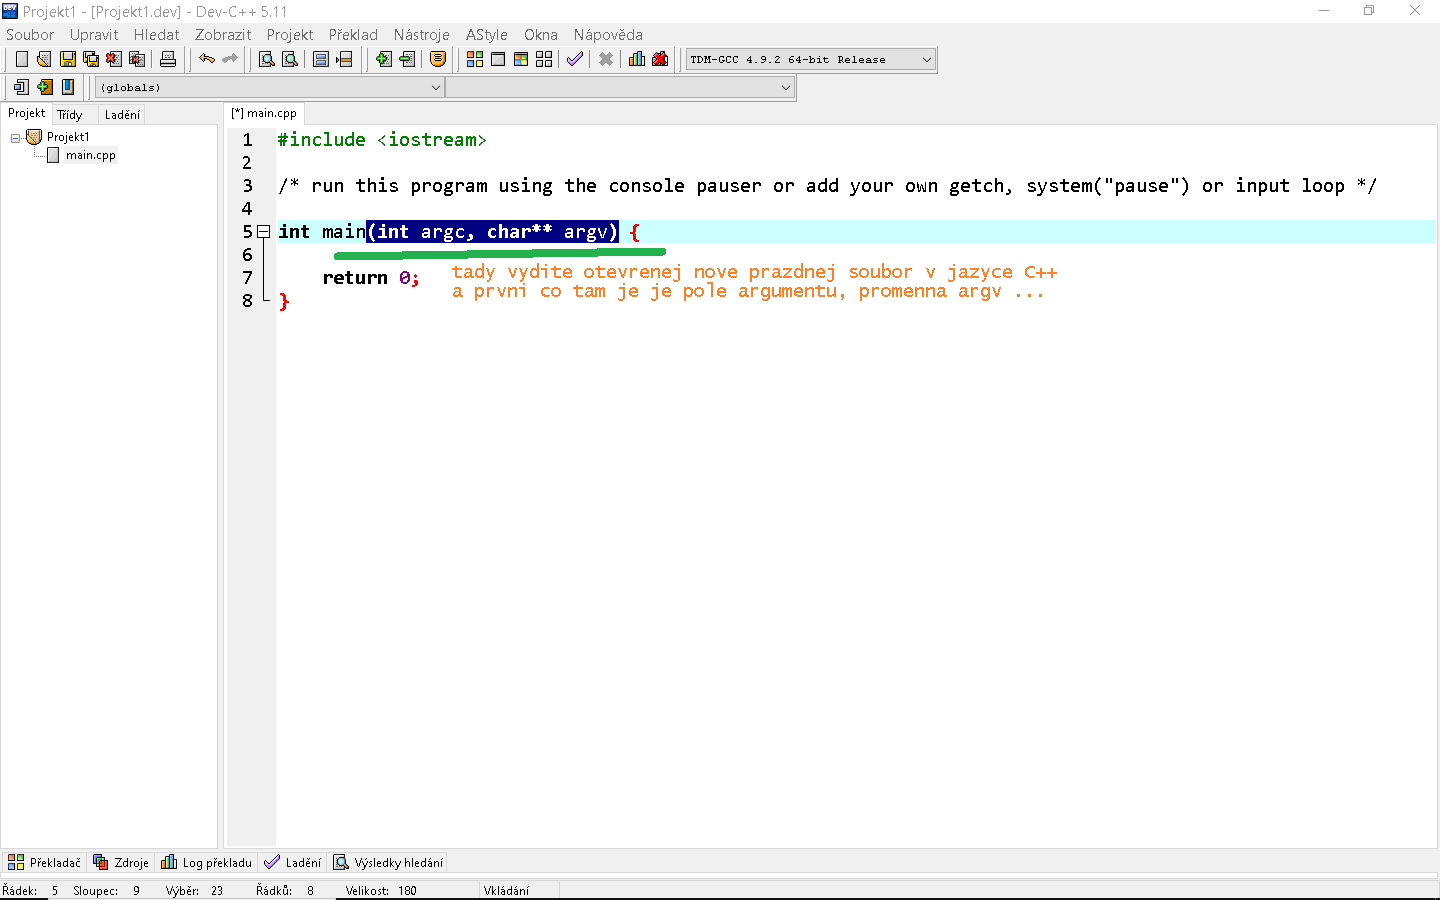 Projekt1 - [Projekt1.dev] - Dev-C++ 5.11
Soubor Upravit Hledat Zobrazit Projekt Překlad Nástroje AStyle Okna Nápověda
TDM-GCC 4.9.2 64-bit Release
(globals)
Projekt Třídy Ladění
[*] main.cpp
Projekt1
main.cpp
1 #include <iostream>
2
3 /* run this program using the console pauser or add your own getch, system("pause") or input loop */
4
5 int main(int argc, char** argv) {
6
7 return 0;
8 }
tady vydite otevrenej nove prazdnej soubor v jazyce C++
a prvni co tam je je pole argumentu, promenna argv ...
Překladač Zdroje Log překladu Ladění Výsledky hledání
Řádek: 5 Sloupec: 9 Výběr: 23 Řádků: 8 Velikost: 180 Vkládání